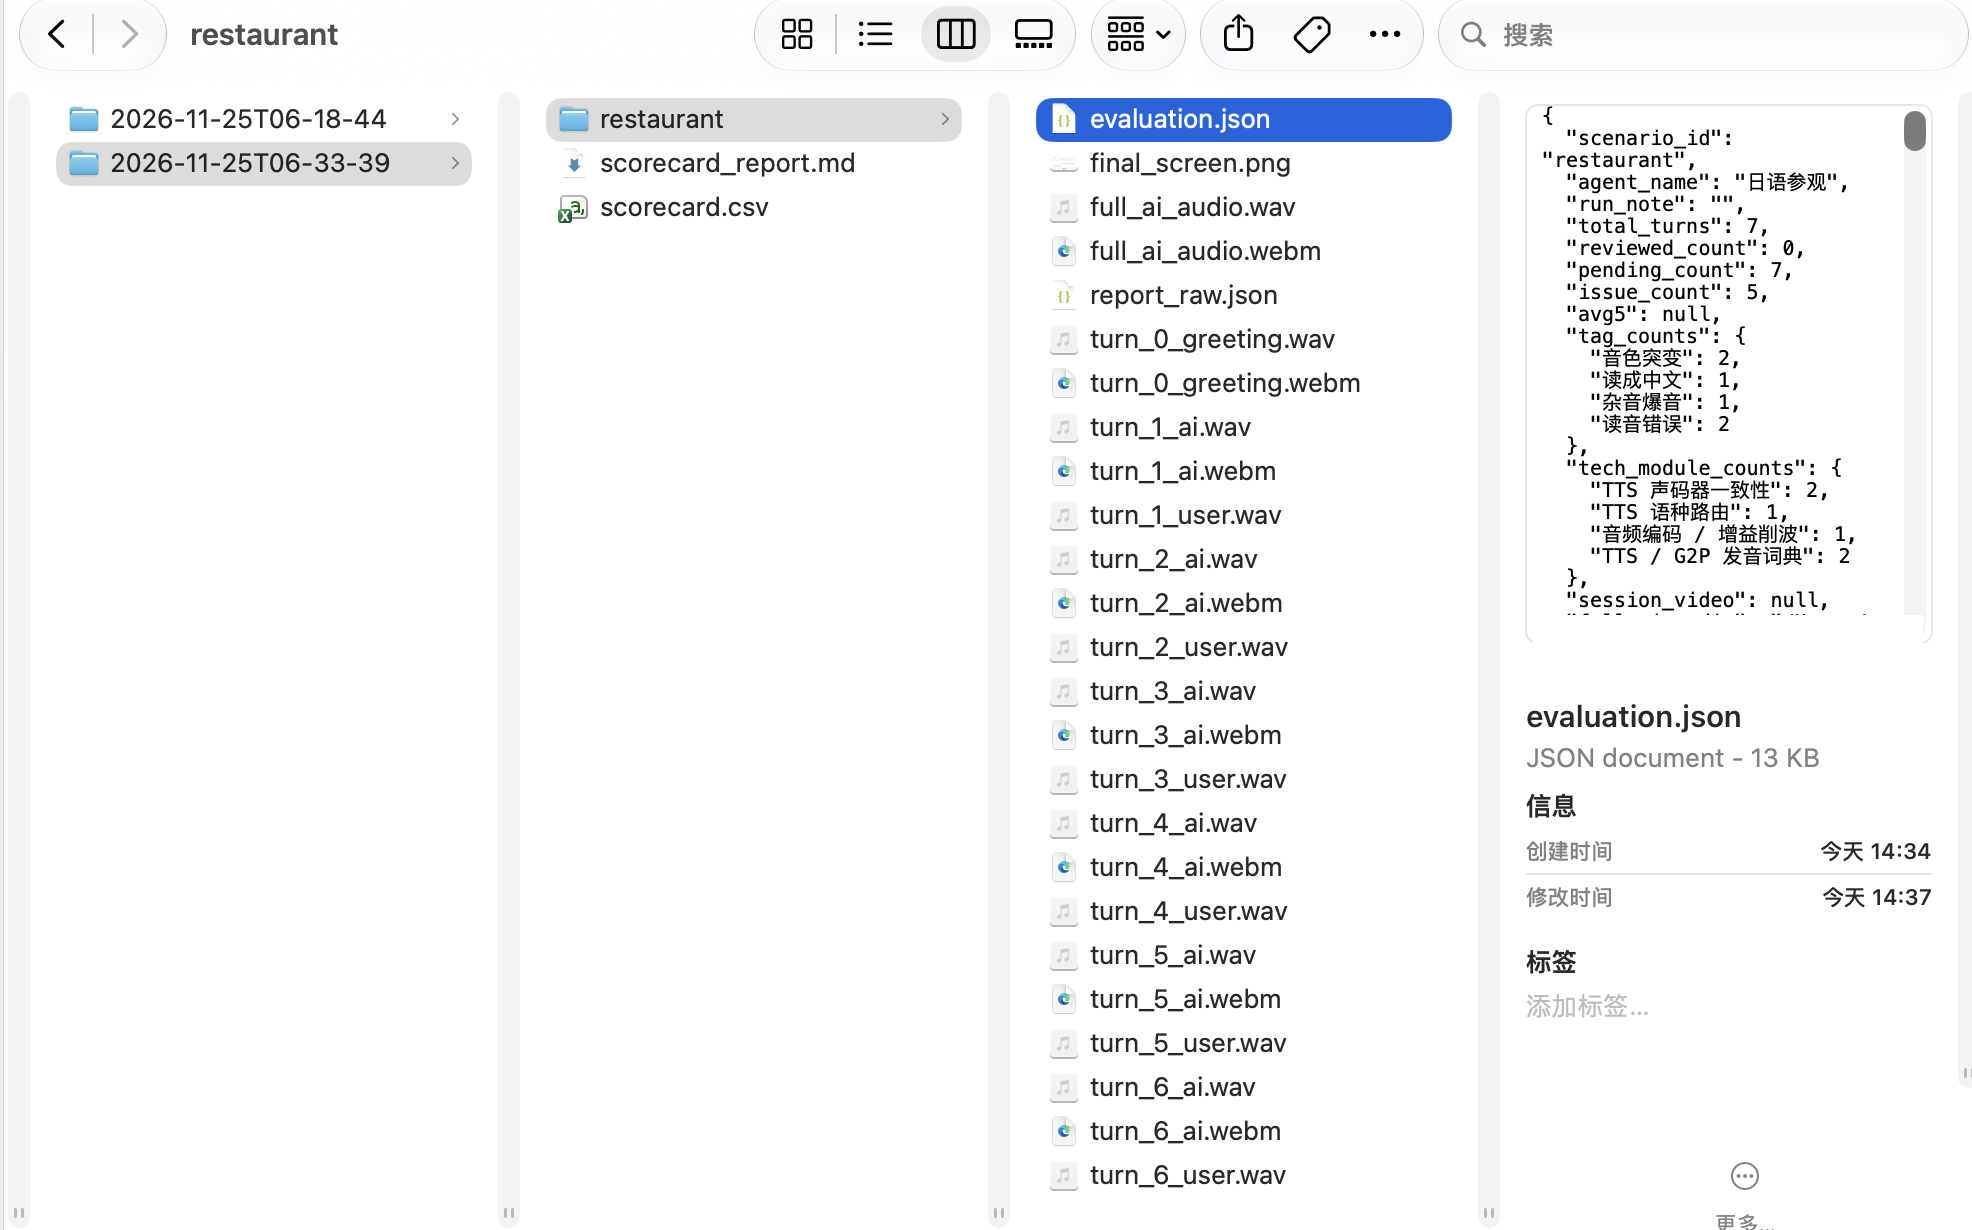 restaurant
搜索
2026-11-25T06-18-44
2026-11-25T06-33-39
restaurant
scorecard_report.md
scorecard.csv
evaluation.json
final_screen.png
full_ai_audio.wav
full_ai_audio.webm
report_raw.json
turn_0_greeting.wav
turn_0_greeting.webm
turn_1_ai.wav
turn_1_ai.webm
turn_1_user.wav
turn_2_ai.wav
turn_2_ai.webm
turn_2_user.wav
turn_3_ai.wav
turn_3_ai.webm
turn_3_user.wav
turn_4_ai.wav
turn_4_ai.webm
turn_4_user.wav
turn_5_ai.wav
turn_5_ai.webm
turn_5_user.wav
turn_6_ai.wav
turn_6_ai.webm
turn_6_user.wav
{
"scenario_id":
"restaurant",
"agent_name": "日语参观",
"run_note": "",
"total_turns": 7,
"reviewed_count": 0,
"pending_count": 7,
"issue_count": 5,
"avg5": null,
"tag_counts": {
"音色突变": 2,
"读成中文": 1,
"杂音爆音": 1,
"读音错误": 2
},
"tech_module_counts": {
"TTS 声码器一致性": 2,
"TTS 语种路由": 1,
"音频编码 / 增益削波": 1,
"TTS / G2P 发音词典": 2
},
"session_video": null,
evaluation.json
JSON document - 13 KB
信息
创建时间 今天 14:34
修改时间 今天 14:37
标签
添加标签...
更多...